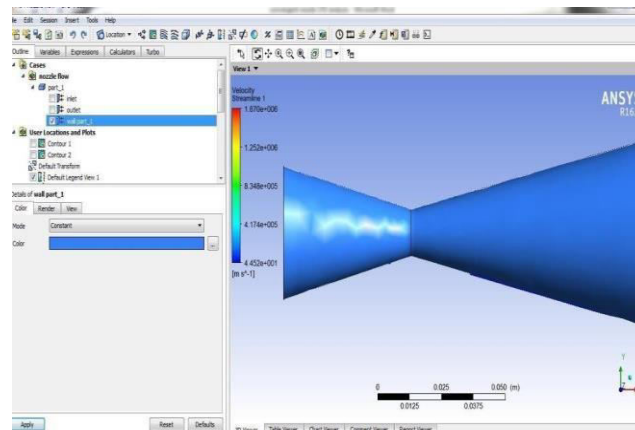 File Edit Session Insert Tools Help
Location
Outline Variables Expressions Calculators Turbo
Cases
nozzle flow
part_1
inlet
outlet
wall part_1
User Locations and Plots
Contour 1
Contour 2
Default Transform
Default Legend View 1
Details of wall part_1
Color Render View
Mode Constant
Color
Apply Reset Defaults
View 1
Velocity
Streamline 1
1.670e+006
1.252e+006
8.348e+005
4.174e+005
4.452e+001
[m s^-1]
ANSYS
R16
0 0.025 0.050 (m)
0.0125 0.0375
Y
Z
3D Viewer Table Viewer Chart Viewer Comment Viewer Report Viewer